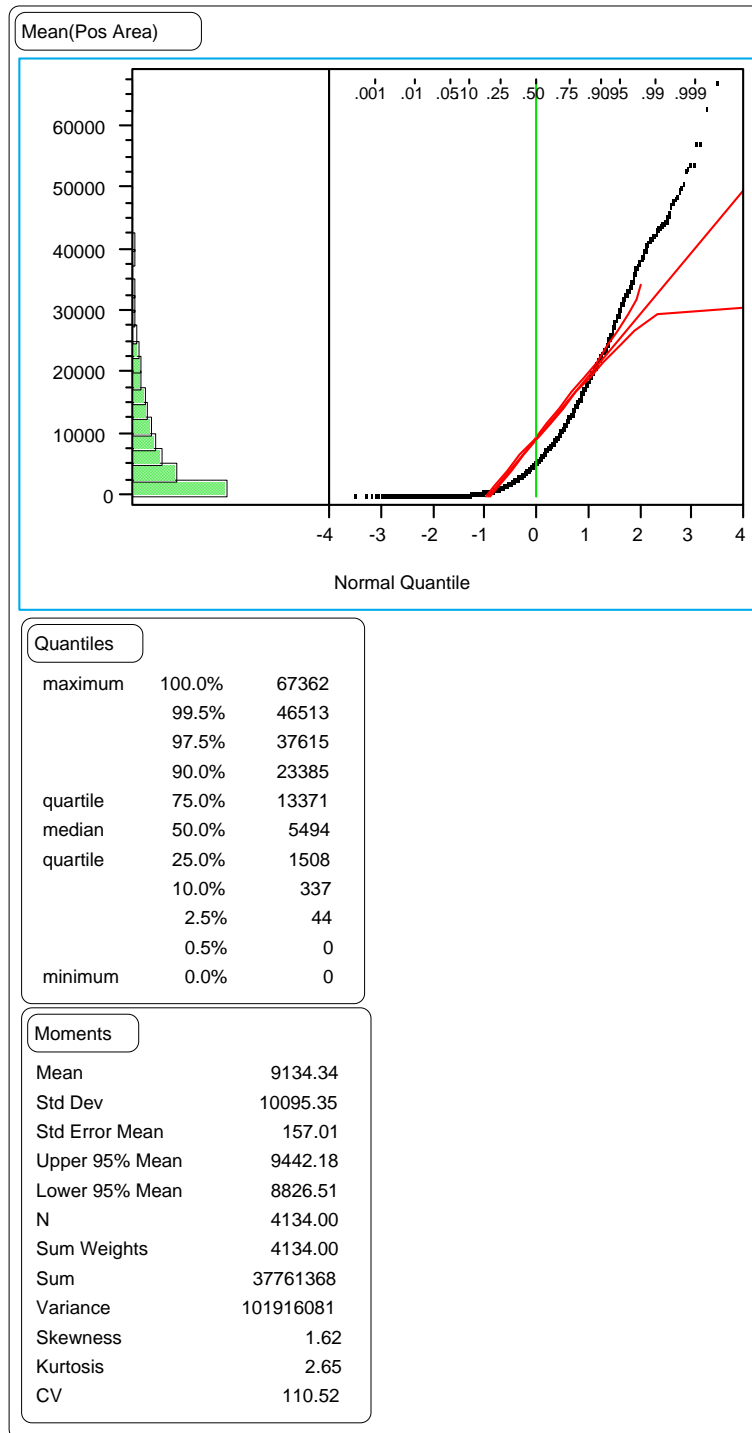 Mean(Pos Area)
.001 .01 .05 .10 .25 .50 .75 .90 .95 .99 .999
60000
50000
40000
30000
20000
10000
0
-4 -3 -2 -1 0 1 2 3 4
Normal Quantile
Quantiles
maximum 100.0% 67362
99.5% 46513
97.5% 37615
90.0% 23385
quartile 75.0% 13371
median 50.0% 5494
quartile 25.0% 1508
10.0% 337
2.5% 44
0.5% 0
minimum 0.0% 0
Moments
Mean 9134.34
Std Dev 10095.35
Std Error Mean 157.01
Upper 95% Mean 9442.18
Lower 95% Mean 8826.51
N 4134.00
Sum Weights 4134.00
Sum 37761368
Variance 101916081
Skewness 1.62
Kurtosis 2.65
CV 110.52